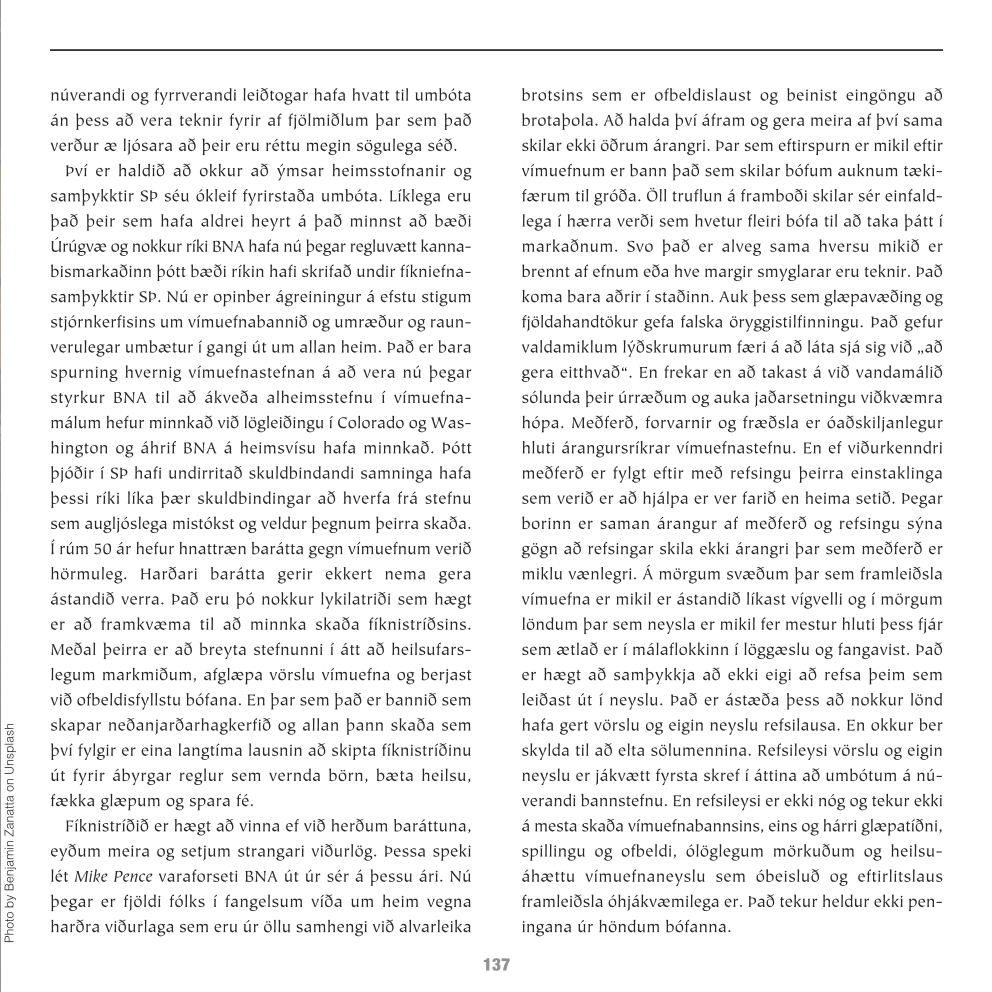 núverandi og fyrrverandi leiðtogar hafa hvatt til umbóta
án þess að vera teknir fyrir af fjölmiðlum þar sem það
verður æ ljósara að þeir eru réttu megin sögulega séð.
Því er haldið að okkur að ýmsar heimsstofnanir og
samþykktir SÞ séu ókleif fyrirstaða umbóta. Líklega eru
það þeir sem hafa aldrei heyrt á það minnst að bæði
Úrúgvæ og nokkur ríki BNA hafa nú þegar regluvætt kanna-
bismarkaðinn þótt bæði ríkin hafi skrifað undir fíkniefna-
samþykktir SÞ. Nú er opinber ágreiningur á efstu stigum
stjórnkerfisins um vímuefnabannið og umræður og raun-
verulegar umbætur í gangi út um allan heim. Það er bara
spurning hvernig vímuefnastefnan á að vera nú þegar
styrkur BNA til að ákveða alheimsstefnu í vímuefna-
málum hefur minnkað við lögleiðingu í Colorado og Was-
hington og áhrif BNA á heimsvísu hafa minnkað. Þótt
þjóðir í SÞ hafi undirritað skuldbindandi samninga hafa
þessi ríki líka þær skuldbindingar að hverfa frá stefnu
sem augljóslega mistókst og veldur þegnum þeirra skaða.
Í rúm 50 ár hefur hnattræn barátta gegn vímuefnum verið
hörmuleg. Harðari barátta gerir ekkert nema gera
ástandið verra. Það eru þó nokkur lykilatriði sem hægt
er að framkvæma til að minnka skaða fíknistríðsins.
Meðal þeirra er að breyta stefnunni í átt að heilsufars-
legum markmiðum, afglæpa vörslu vímuefna og berjast
við ofbeldisfyllstu bófana. En þar sem það er bannið sem
skapar neðanjarðarhagkerfið og allan þann skaða sem
því fylgir er eina langtíma lausnin að skipta fíknistríðinu
út fyrir ábyrgar reglur sem vernda börn, bæta heilsu,
fækka glæpum og spara fé.
Fíknistríðið er hægt að vinna ef við herðum baráttuna,
eyðum meira og setjum strangari viðurlög. Þessa speki
lét Mike Pence varaforseti BNA út úr sér á þessu ári. Nú
þegar er fjöldi fólks í fangelsum víða um heim vegna
harðra viðurlaga sem eru úr öllu samhengi við alvarleika
brotsins sem er ofbeldislaust og beinist eingöngu að
brotaþola. Að halda því áfram og gera meira af því sama
skilar ekki öðrum árangri. Þar sem eftirspurn er mikil eftir
vímuefnum er bann það sem skilar bófum auknum tæki-
færum til gróða. Öll truflun á framboði skilar sér einfald-
lega í hærra verði sem hvetur fleiri bófa til að taka þátt í
markaðnum. Svo það er alveg sama hversu mikið er
brennt af efnum eða hve margir smyglarar eru teknir. Það
koma bara aðrir í staðinn. Auk þess sem glæpavæðing og
fjöldahandtökur gefa falska öryggistilfinningu. Það gefur
valdamiklum lýðskrumurum færi á að láta sjá sig við „að
gera eitthvað“. En frekar en að takast á við vandamálið
sólunda þeir úrræðum og auka jaðarsetningu viðkvæmra
hópa. Meðferð, forvarnir og fræðsla er óaðskiljanlegur
hluti árangursríkrar vímuefnastefnu. En ef viðurkenndri
meðferð er fylgt eftir með refsingu þeirra einstaklinga
sem verið er að hjálpa er ver farið en heima setið. Þegar
borinn er saman árangur af meðferð og refsingu sýna
gögn að refsingar skila ekki árangri þar sem meðferð er
miklu vænlegri. Á mörgum svæðum þar sem framleiðsla
vímuefna er mikil er ástandið líkast vígvelli og í mörgum
löndum þar sem neysla er mikil fer mestur hluti þess fjár
sem ætlað er í málaflokkinn í löggæslu og fangavist. Það
er hægt að samþykkja að ekki eigi að refsa þeim sem
leiðast út í neyslu. Það er ástæða þess að nokkur lönd
hafa gert vörslu og eigin neyslu refsilausa. En okkur ber
skylda til að elta sölumennina. Refsileysi vörslu og eigin
neyslu er jákvætt fyrsta skref í áttina að umbótum á nú-
verandi bannstefnu. En refsileysi er ekki nóg og tekur ekki
á mesta skaða vímuefnabannsins, eins og hárri glæpatíðni,
spillingu og ofbeldi, ólöglegum mörkuðum og heilsu-
áhættu vímuefnaneyslu sem óbeisluð og eftirlitslaus
framleiðsla óhjákvæmilega er. Það tekur heldur ekki pen-
ingana úr höndum bófanna.
Photo by Benjamin Zanatta on Unsplash
137